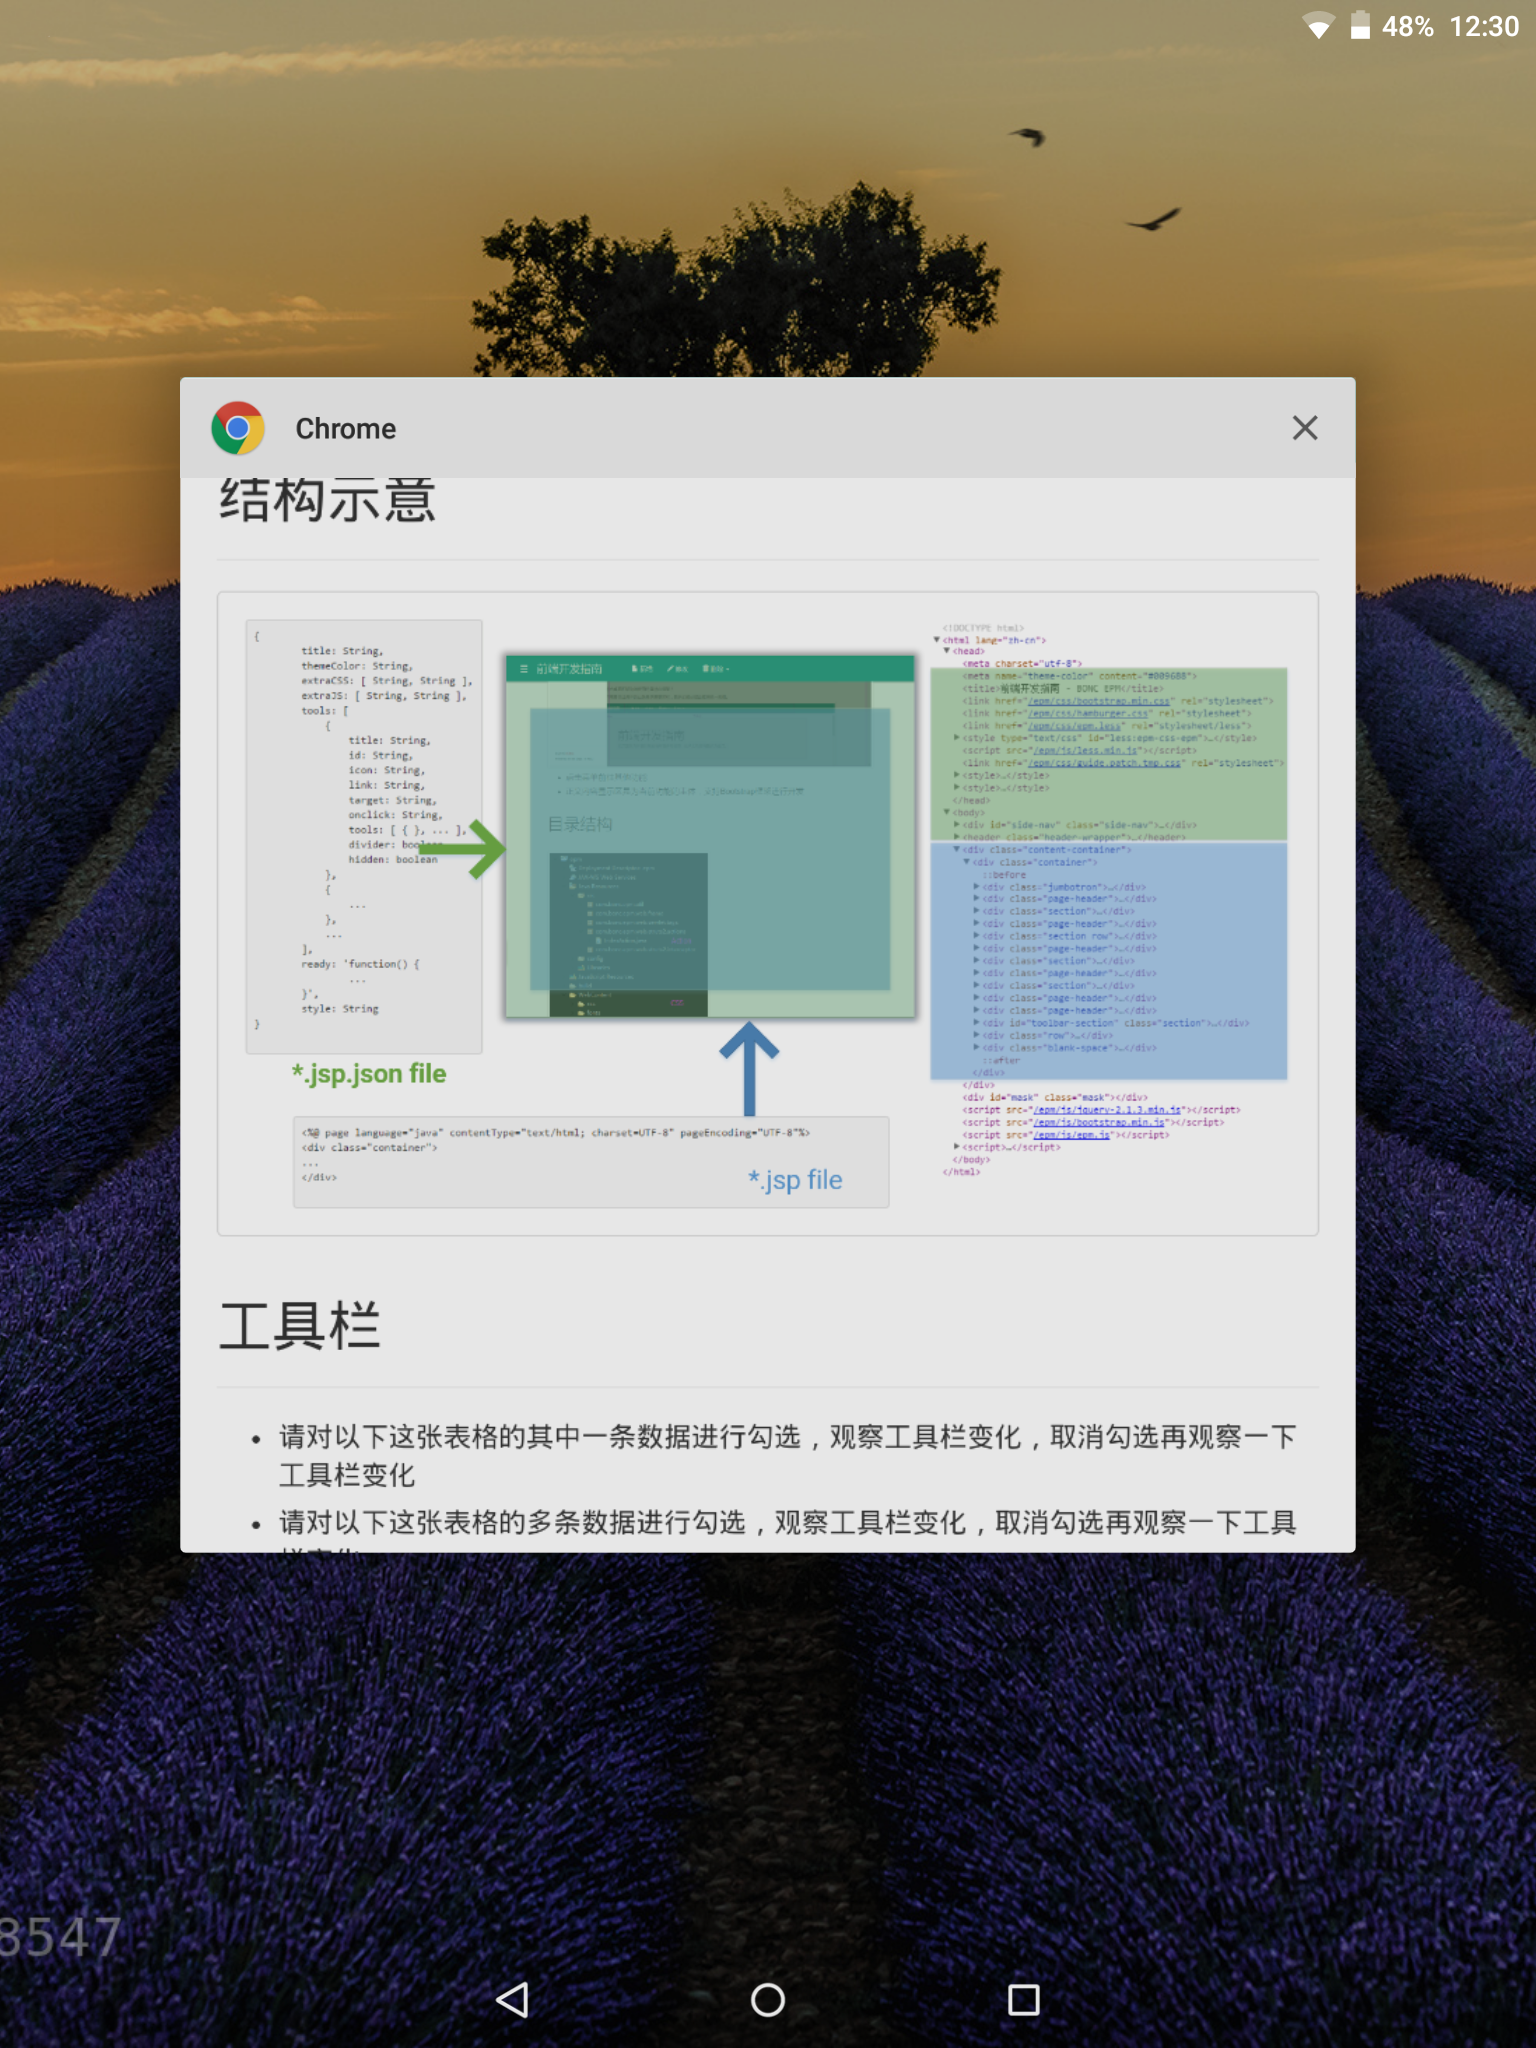 48% 12:30
Chrome
结构示意
{
title: String,
themeColor: String,
extraCSS: [ String, String ],
extraJS: [ String, String ],
tools: [
{
title: String,
id: String,
icon: String,
link: String,
target: String,
onclick: String,
tools: [ { }, ... ],
divider: boolean
hidden: boolean
},
{
...
},
...
],
ready: 'function() {
...
}',
style: String
}
*.jsp.json file
前端开发指南
目录结构
<%@ page language="java" contentType="text/html; charset=UTF-8" pageEncoding="UTF-8"%>
<div class="container">
...
</div>
*.jsp file
<!DOCTYPE html>
<html lang="zh-cn">
<head>
<meta charset="utf-8">
<meta name="theme-color" content="#009688">
<title>前端开发指南 - BONC EPM</title>
<link href="/epm/css/bootstrap.min.css" rel="stylesheet">
<link href="/epm/css/hamburger.css" rel="stylesheet">
<link href="/epm/css/epm.less" rel="stylesheet/less">
<style type="text/css" id="less:epm-css-epm">…</style>
<script src="/epm/js/less.min.js"></script>
<link href="/epm/css/guide.patch.tmp.css" rel="stylesheet">
<style>…</style>
<style>…</style>
</head>
<body>
<div id="side-nav" class="side-nav">…</div>
<header class="header-wrapper">…</header>
<div class="content-container">
<div class="container">
::before
<div class="jumbotron">…</div>
<div class="page-header">…</div>
<div class="section">…</div>
<div class="page-header">…</div>
<div class="section row">…</div>
<div class="page-header">…</div>
<div class="section">…</div>
<div class="page-header">…</div>
<div class="section">…</div>
<div class="page-header">…</div>
<div class="page-header">…</div>
<div id="toolbar-section" class="section">…</div>
<div class="row">…</div>
<div class="blank-space">…</div>
::after
</div>
</div>
<div id="mask" class="mask"></div>
<script src="/epm/js/jquery-2.1.3.min.js"></script>
<script src="/epm/js/bootstrap.min.js"></script>
<script src="/epm/js/epm.js"></script>
<script>…</script>
</body>
</html>
工具栏
• 请对以下这张表格的其中一条数据进行勾选，观察工具栏变化，取消勾选再观察一下
工具栏变化
• 请对以下这张表格的多条数据进行勾选，观察工具栏变化，取消勾选再观察一下工具
8547